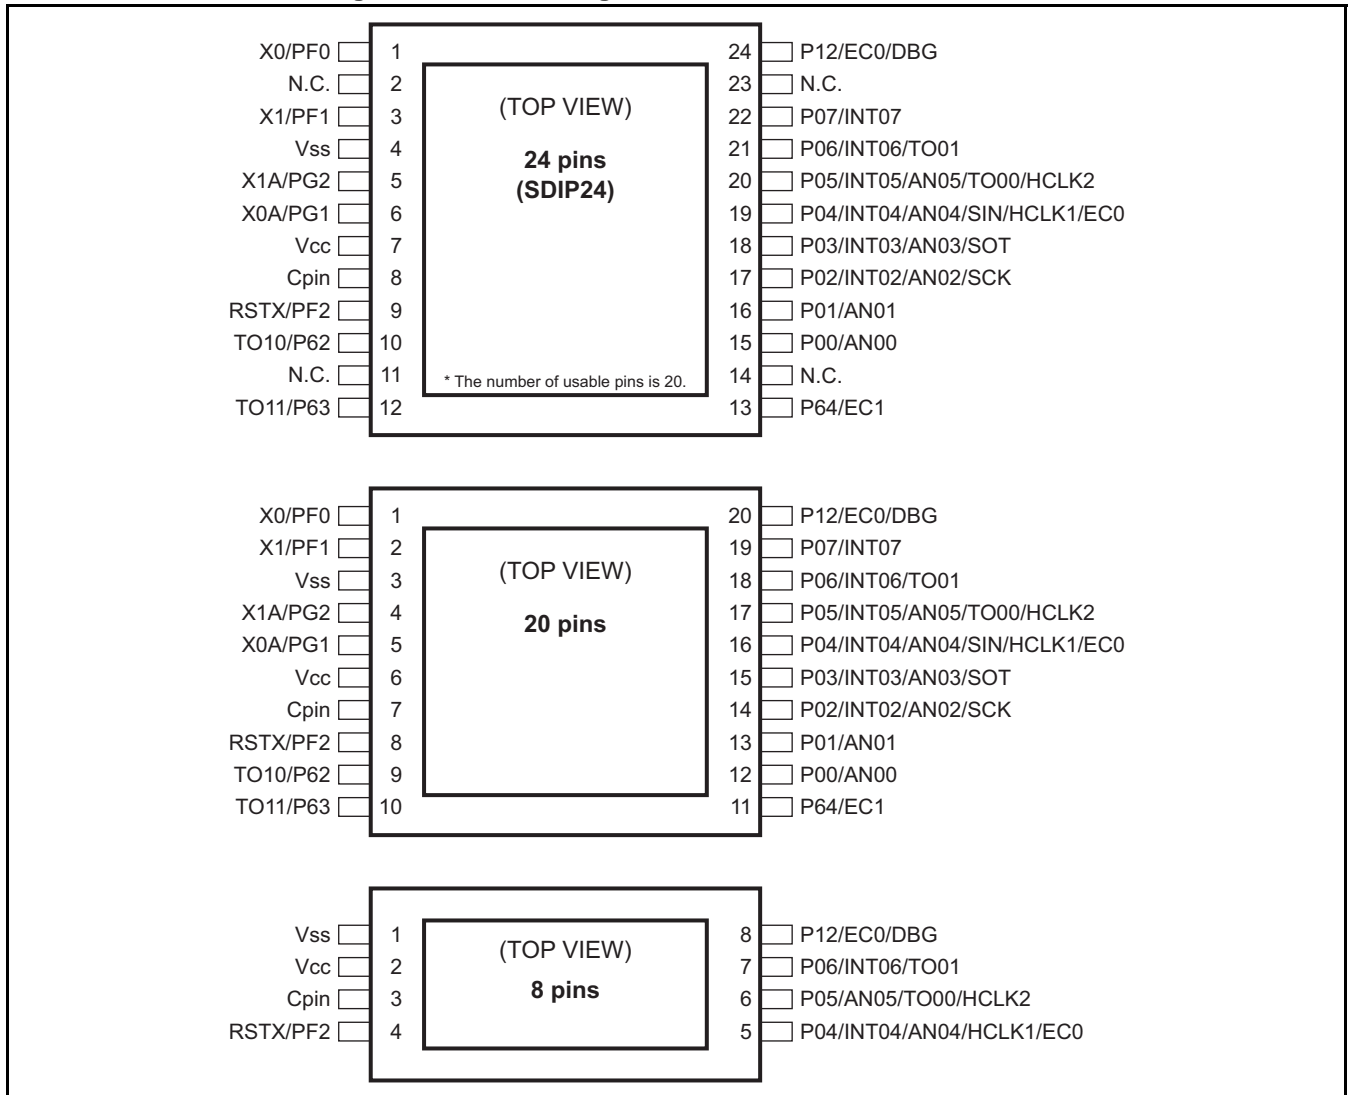 X0/PF0 1 24 P12/EC0/DBG
N.C. 2 23 N.C.
X1/PF1 3 (TOP VIEW) 22 P07/INT07
Vss 4 24 pins 21 P06/INT06/TO01
X1A/PG2 5 (SDIP24) 20 P05/INT05/AN05/TO00/HCLK2
X0A/PG1 6 19 P04/INT04/AN04/SIN/HCLK1/EC0
Vcc 7 18 P03/INT03/AN03/SOT
Cpin 8 17 P02/INT02/AN02/SCK
RSTX/PF2 9 16 P01/AN01
TO10/P62 10 15 P00/AN00
N.C. 11 * The number of usable pins is 20. 14 N.C.
TO11/P63 12 13 P64/EC1
X0/PF0 1 20 P12/EC0/DBG
X1/PF1 2 19 P07/INT07
Vss 3 (TOP VIEW) 18 P06/INT06/TO01
X1A/PG2 4 20 pins 17 P05/INT05/AN05/TO00/HCLK2
X0A/PG1 5 16 P04/INT04/AN04/SIN/HCLK1/EC0
Vcc 6 15 P03/INT03/AN03/SOT
Cpin 7 14 P02/INT02/AN02/SCK
RSTX/PF2 8 13 P01/AN01
TO10/P62 9 12 P00/AN00
TO11/P63 10 11 P64/EC1
Vss 1 (TOP VIEW) 8 P12/EC0/DBG
Vcc 2 7 P06/INT06/TO01
Cpin 3 8 pins 6 P05/AN05/TO00/HCLK2
RSTX/PF2 4 5 P04/INT04/AN04/HCLK1/EC0